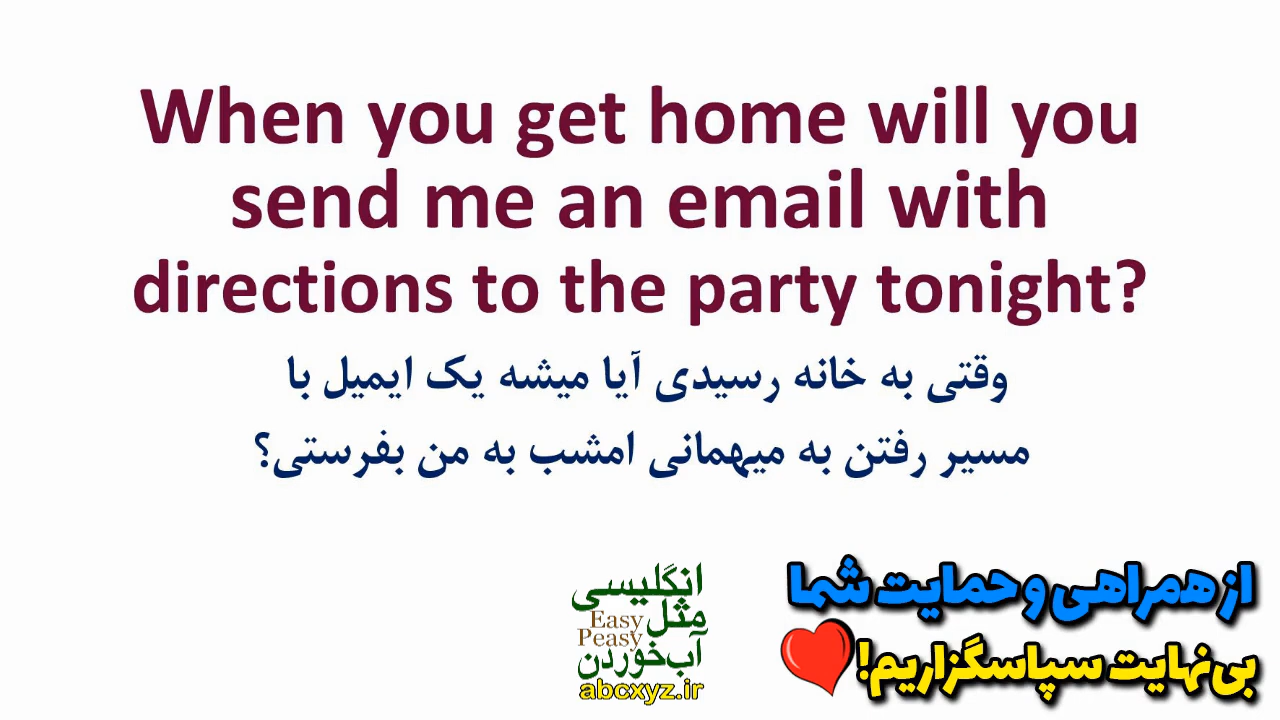 When you get home will you
send me an email with
directions to the party tonight?
وقتی به خانه رسیدی آیا میشه یک ایمیل با
مسیر رفتن به میهمانی امشب به من بفرستی؟
انگلیسی
مثل
Easy
Peasy
آب‌خوردن
abcxyz.ir
از همراهی و حمایت شما
بی‌نهایت سپاسگزاریم!